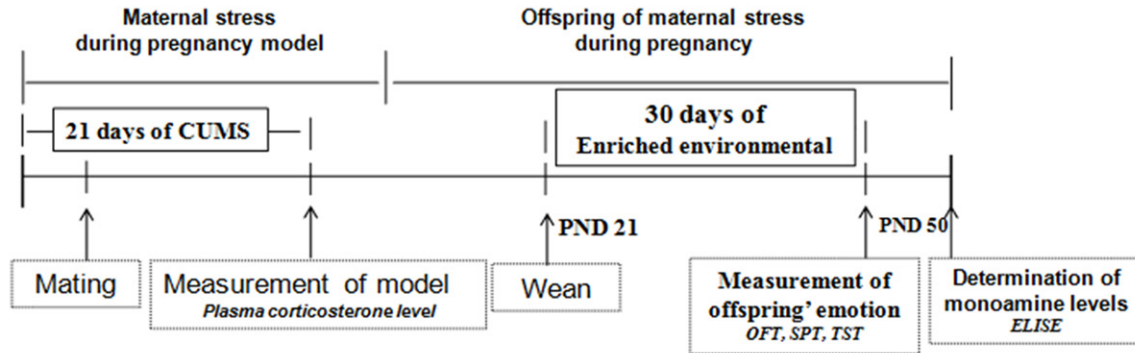 Maternal stress
during pregnancy model
Offspring of maternal stress
during pregnancy
21 days of CUMS
30 days of
Enriched environmental
PND 21
PND 50
Mating
Measurement of model
Plasma corticosterone level
Wean
Measurement of
offspring' emotion
OFT, SPT, TST
Determination of
monoamine levels
ELISE